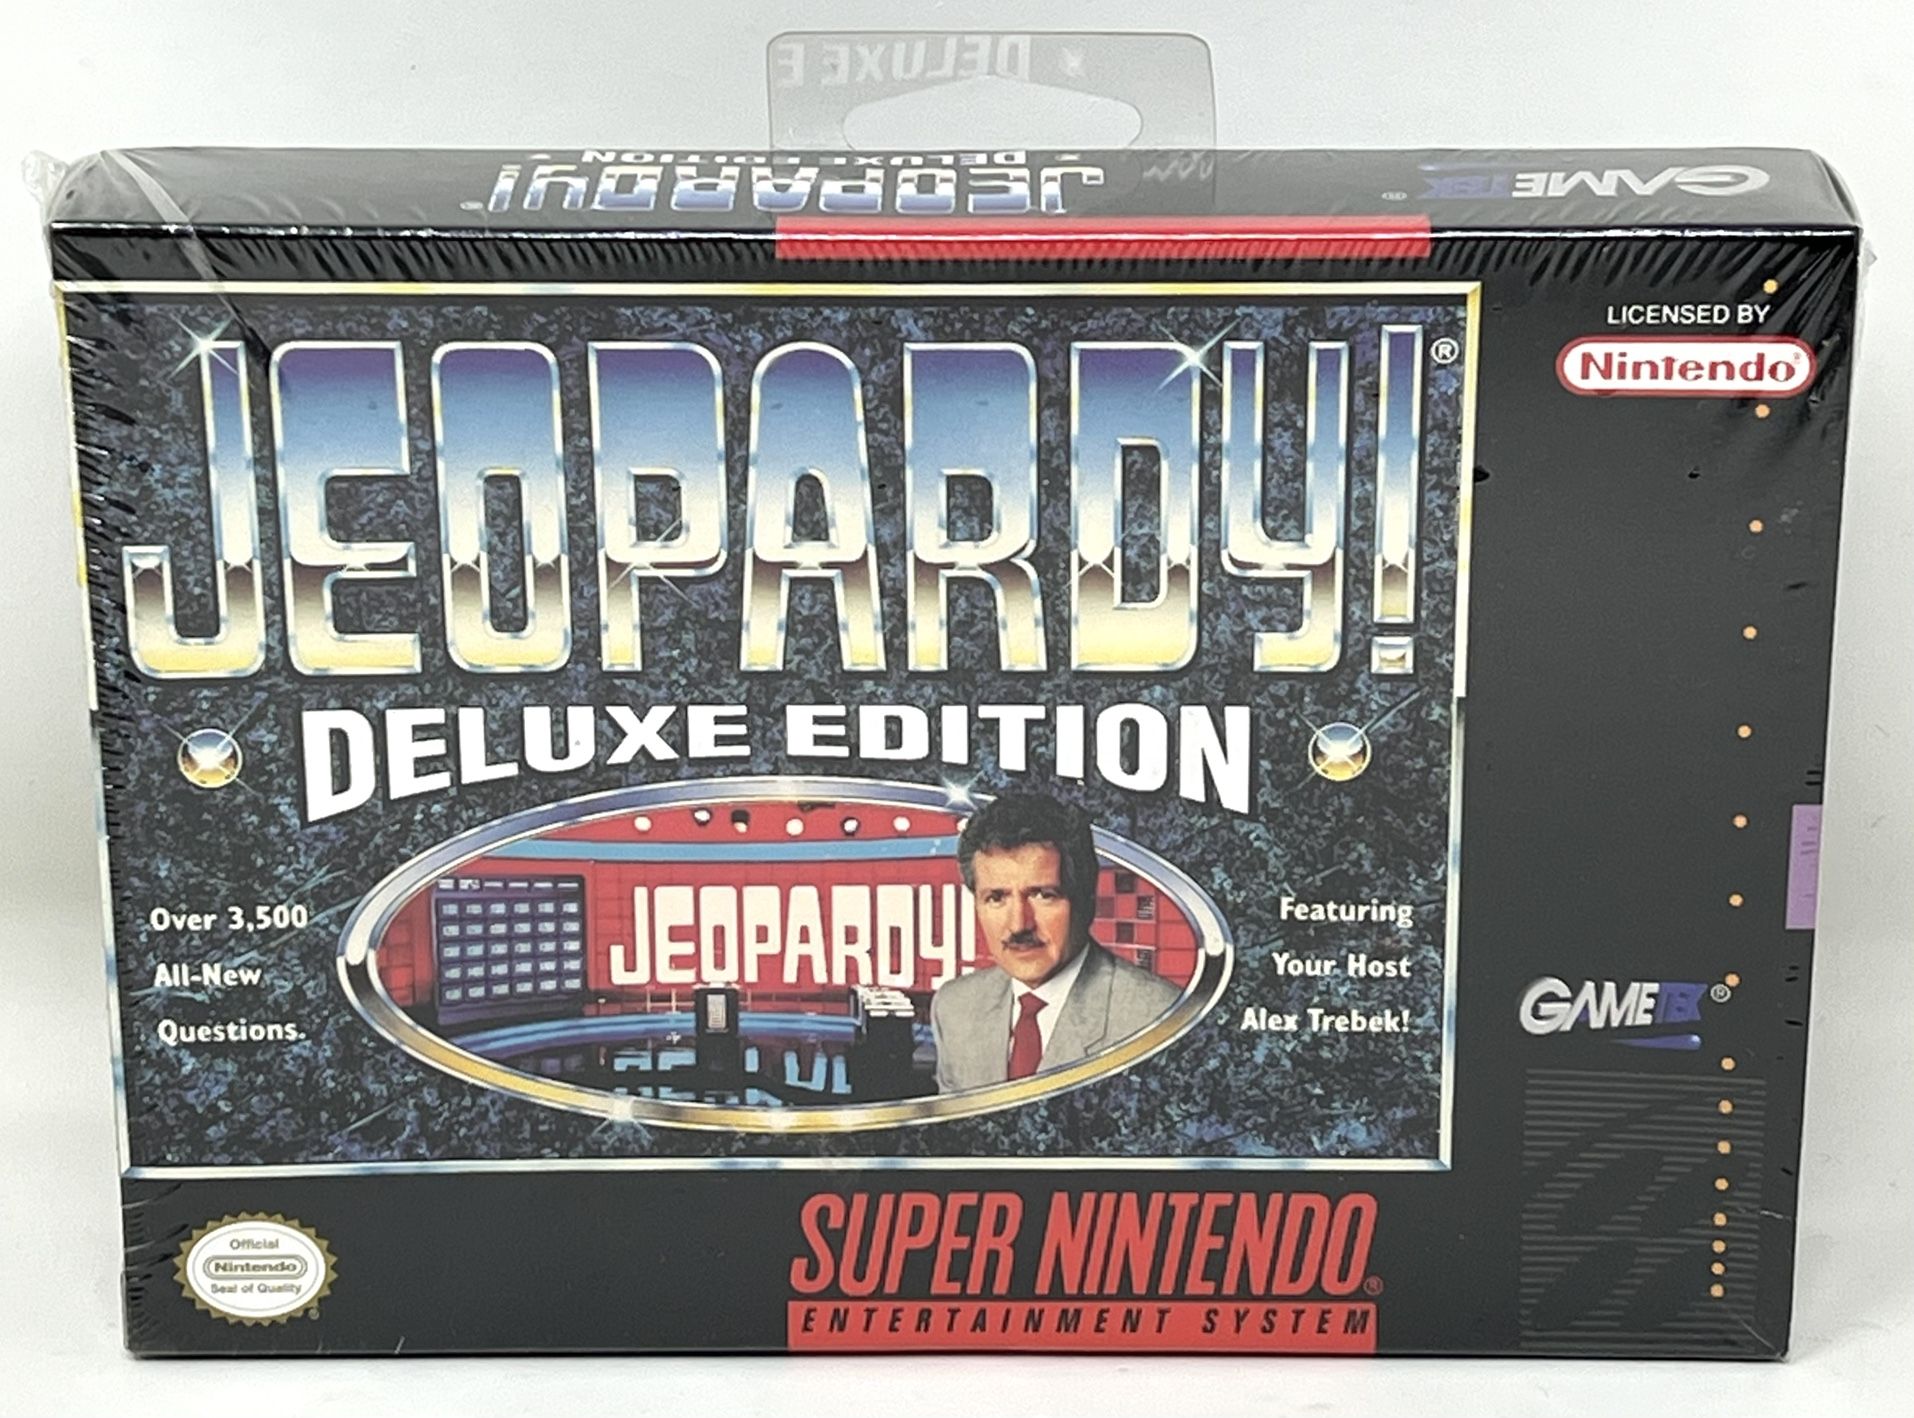 DELUXE E
DELUXE EDITION
JEOPARDY!®
GAMETEK®
LICENSED BY
Nintendo®
JEOPARDY!®
DELUXE EDITION
Over 3,500
All-New
Questions.
JEOPARDY!
Featuring
Your Host
Alex Trebek!
GAMETEK®
Official
Nintendo
Seal of Quality
SUPER NINTENDO®
ENTERTAINMENT SYSTEM